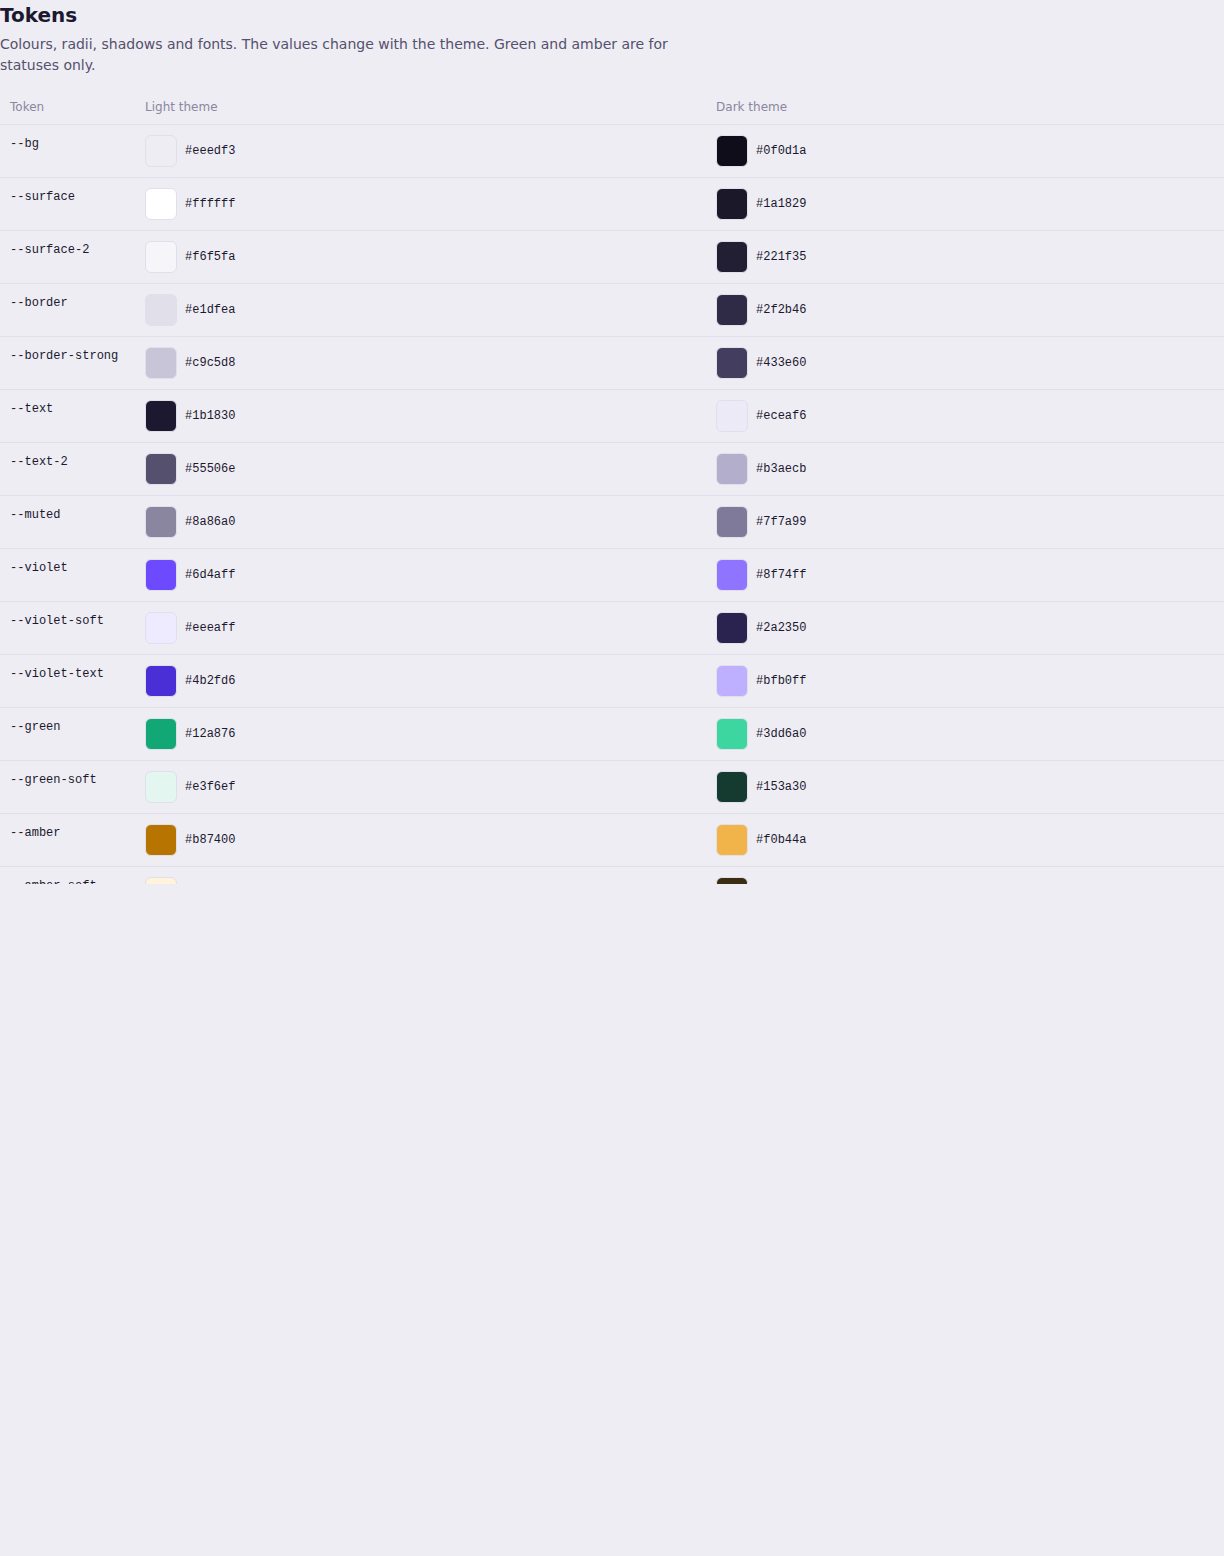 Tokens
Colours, radii, shadows and fonts. The values change with the theme. Green and amber are for
statuses only.
Token Light theme Dark theme
--bg #eeedf3 #0f0d1a
--surface #ffffff #1a1829
--surface-2 #f6f5fa #221f35
--border #e1dfea #2f2b46
--border-strong #c9c5d8 #433e60
--text #1b1830 #eceaf6
--text-2 #55506e #b3aecb
--muted #8a86a0 #7f7a99
--violet #6d4aff #8f74ff
--violet-soft #eeeaff #2a2350
--violet-text #4b2fd6 #bfb0ff
--green #12a876 #3dd6a0
--green-soft #e3f6ef #153a30
--amber #b87400 #f0b44a